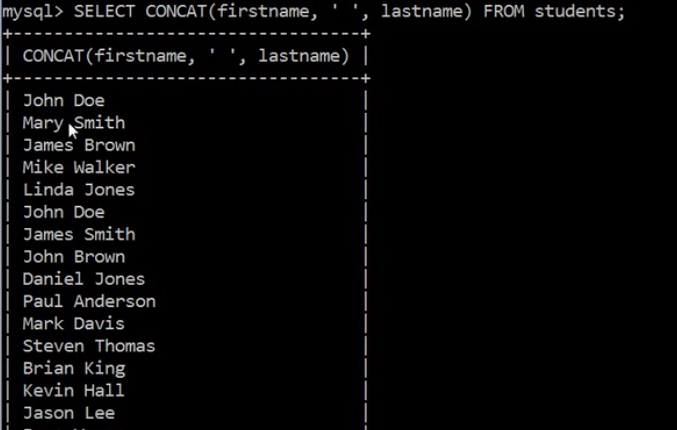 mysql> SELECT CONCAT(firstname, ' ', lastname) FROM students;
+----------------------------------+
| CONCAT(firstname, ' ', lastname) |
+----------------------------------+
| John Doe |
| Mary Smith |
| James Brown |
| Mike Walker |
| Linda Jones |
| John Doe |
| James Smith |
| John Brown |
| Daniel Jones |
| Paul Anderson |
| Mark Davis |
| Steven Thomas |
| Brian King |
| Kevin Hall |
| Jason Lee |